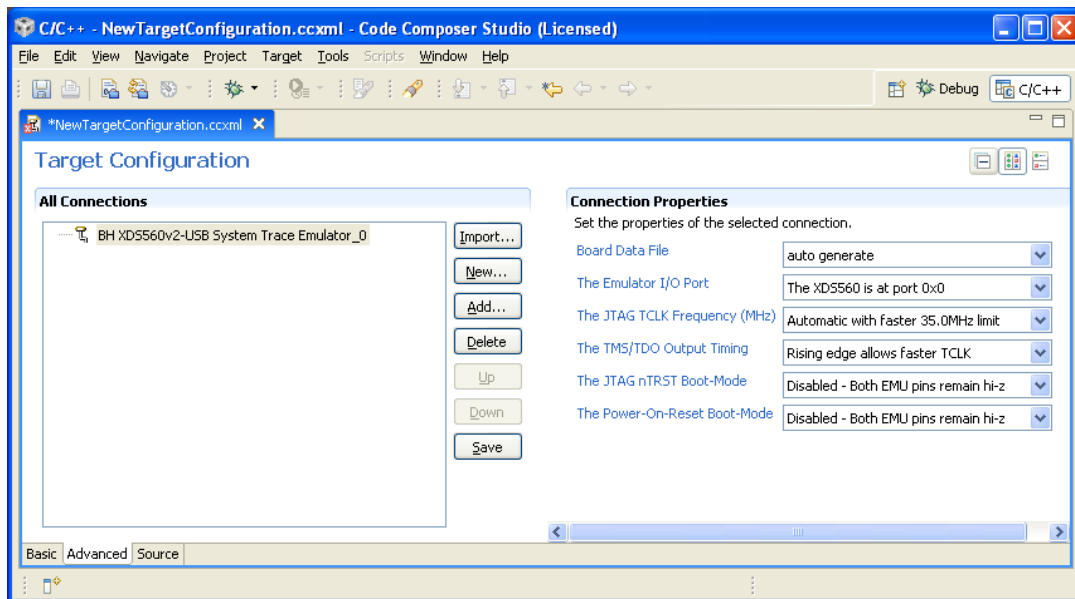 C/C++ - NewTargetConfiguration.ccxml - Code Composer Studio (Licensed)
File Edit View Navigate Project Target Tools Scripts Window Help
Debug C/C++
*NewTargetConfiguration.ccxml
Target Configuration
All Connections
BH XDS560v2-USB System Trace Emulator_0
Import...
New...
Add...
Delete
Up
Down
Save
Connection Properties
Set the properties of the selected connection.
Board Data File auto generate
The Emulator I/O Port The XDS560 is at port 0x0
The JTAG TCLK Frequency (MHz) Automatic with faster 35.0MHz limit
The TMS/TDO Output Timing Rising edge allows faster TCLK
The JTAG nTRST Boot-Mode Disabled - Both EMU pins remain hi-z
The Power-On-Reset Boot-Mode Disabled - Both EMU pins remain hi-z
Basic Advanced Source